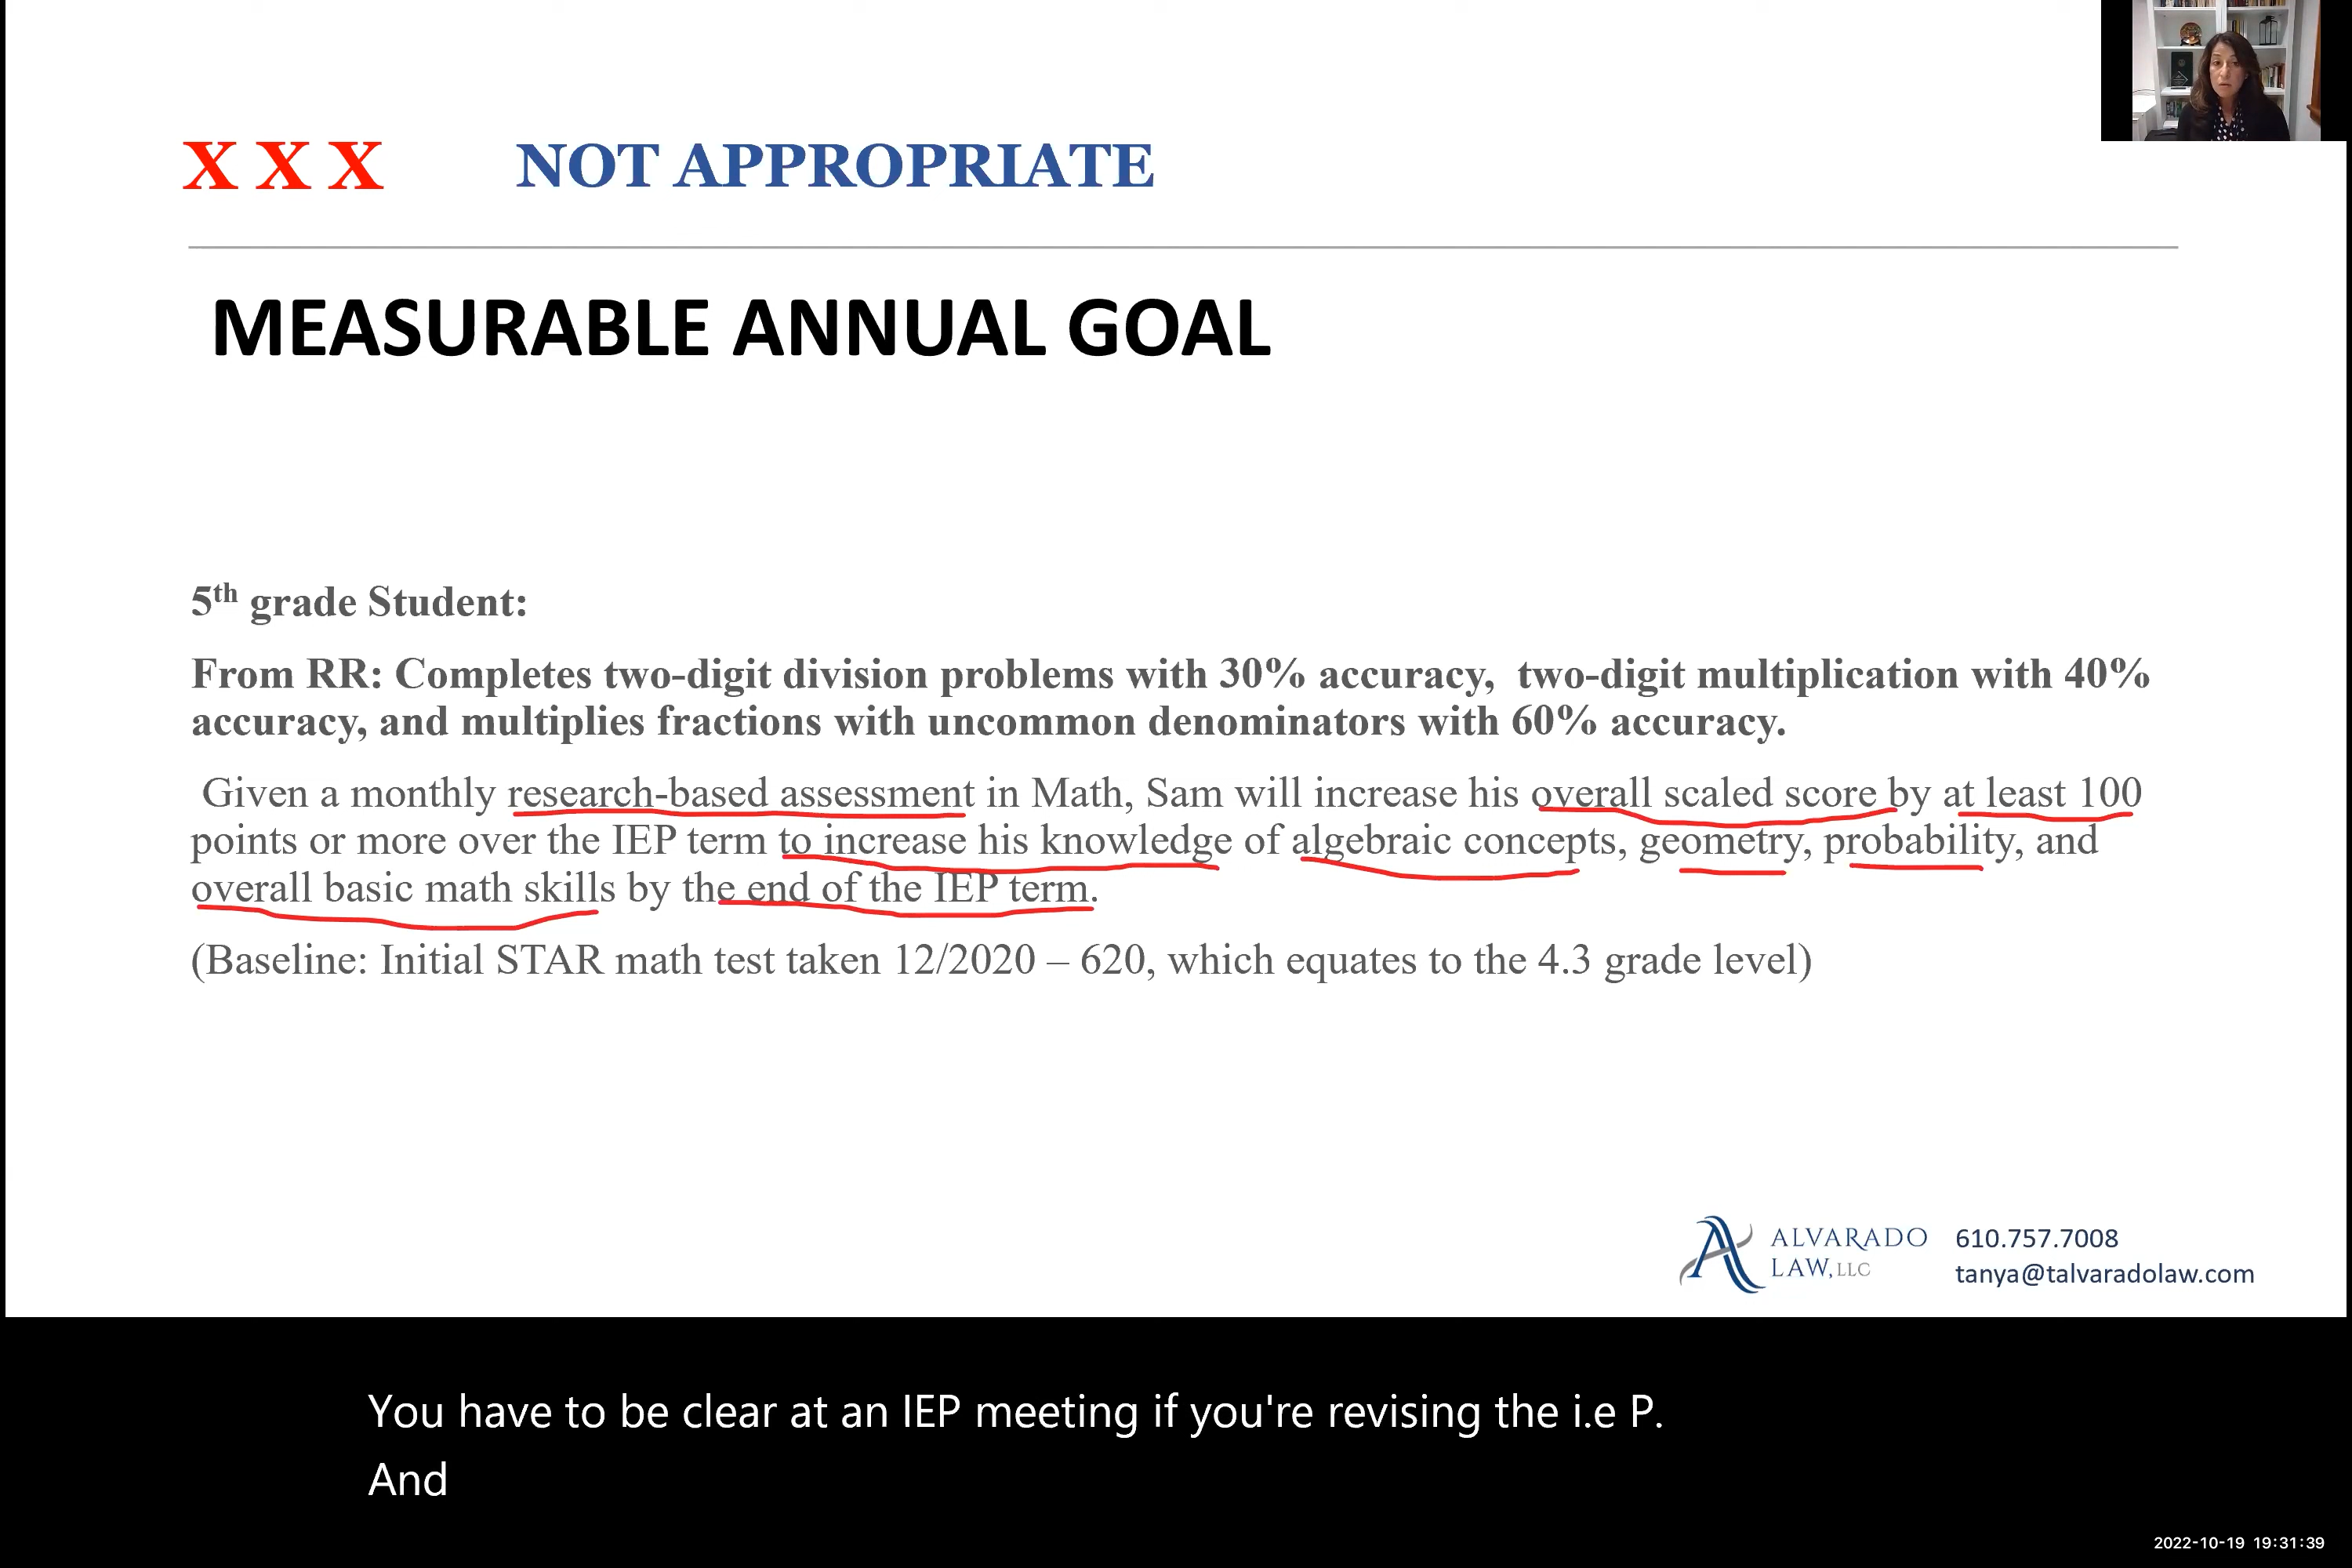 X X X NOT APPROPRIATE
MEASURABLE ANNUAL GOAL
5th grade Student:
From RR: Completes two-digit division problems with 30% accuracy,  two-digit multiplication with 40%
accuracy, and multiplies fractions with uncommon denominators with 60% accuracy.
Given a monthly research-based assessment in Math, Sam will increase his overall scaled score by at least 100
points or more over the IEP term to increase his knowledge of algebraic concepts, geometry, probability, and
overall basic math skills by the end of the IEP term.
(Baseline: Initial STAR math test taken 12/2020 – 620, which equates to the 4.3 grade level)
ALVARADO
LAW, LLC
610.757.7008
tanya@talvaradolaw.com
You have to be clear at an IEP meeting if you're revising the i.e P.
And
2022-10-19 19:31:39